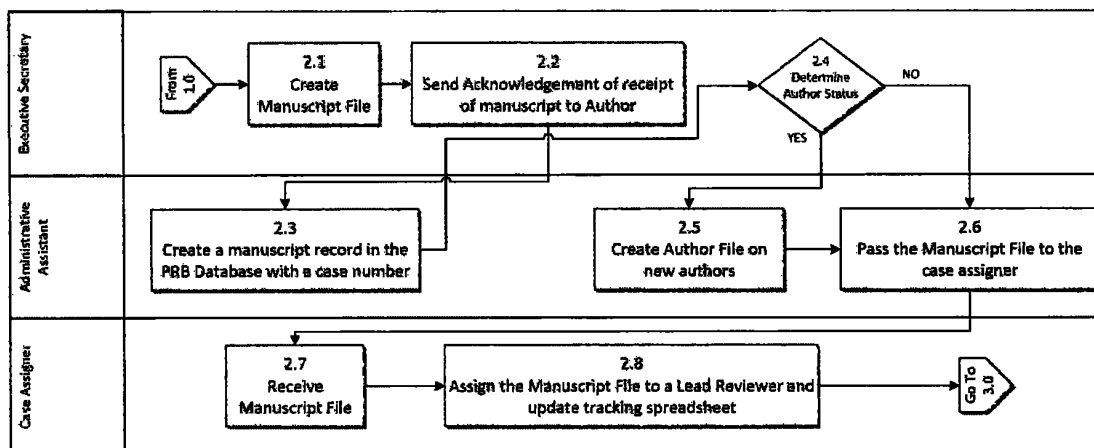 Executive Secretary
From
1.0
2.1
Create
Manuscript File
2.2
Send Acknowledgement of receipt
of manuscript to Author
2.4
Determine
Author Status
NO
YES
Administrative
Assistant
2.3
Create a manuscript record in the
PRB Database with a case number
2.5
Create Author File on
new authors
2.6
Pass the Manuscript File to the
case assigner
Case Assigner
2.7
Receive
Manuscript File
2.8
Assign the Manuscript File to a Lead Reviewer and
update tracking spreadsheet
Go To
3.0